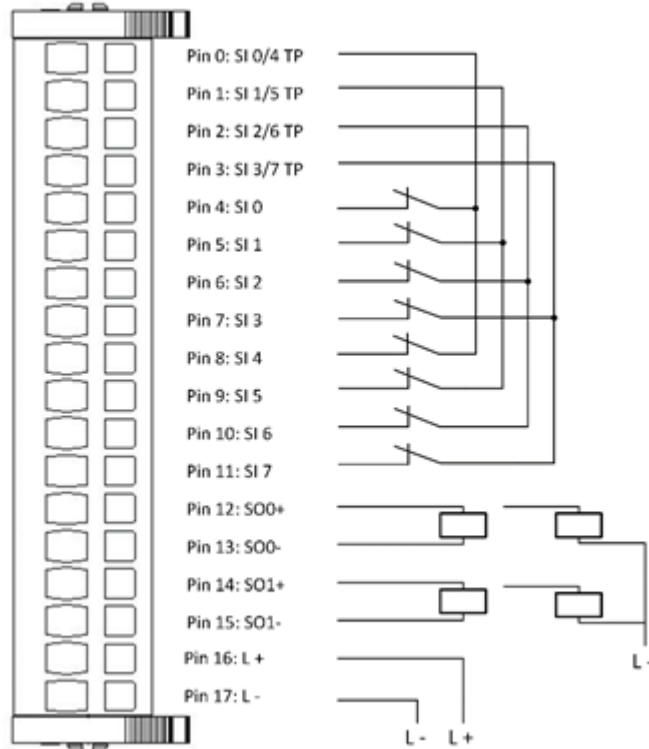 Pin 0: SI 0/4 TP
Pin 1: SI 1/5 TP
Pin 2: SI 2/6 TP
Pin 3: SI 3/7 TP
Pin 4: SI 0
Pin 5: SI 1
Pin 6: SI 2
Pin 7: SI 3
Pin 8: SI 4
Pin 9: SI 5
Pin 10: SI 6
Pin 11: SI 7
Pin 12: SO0+
Pin 13: SO0-
Pin 14: SO1+
Pin 15: SO1-
Pin 16: L +
L -
Pin 17: L -
L - L +